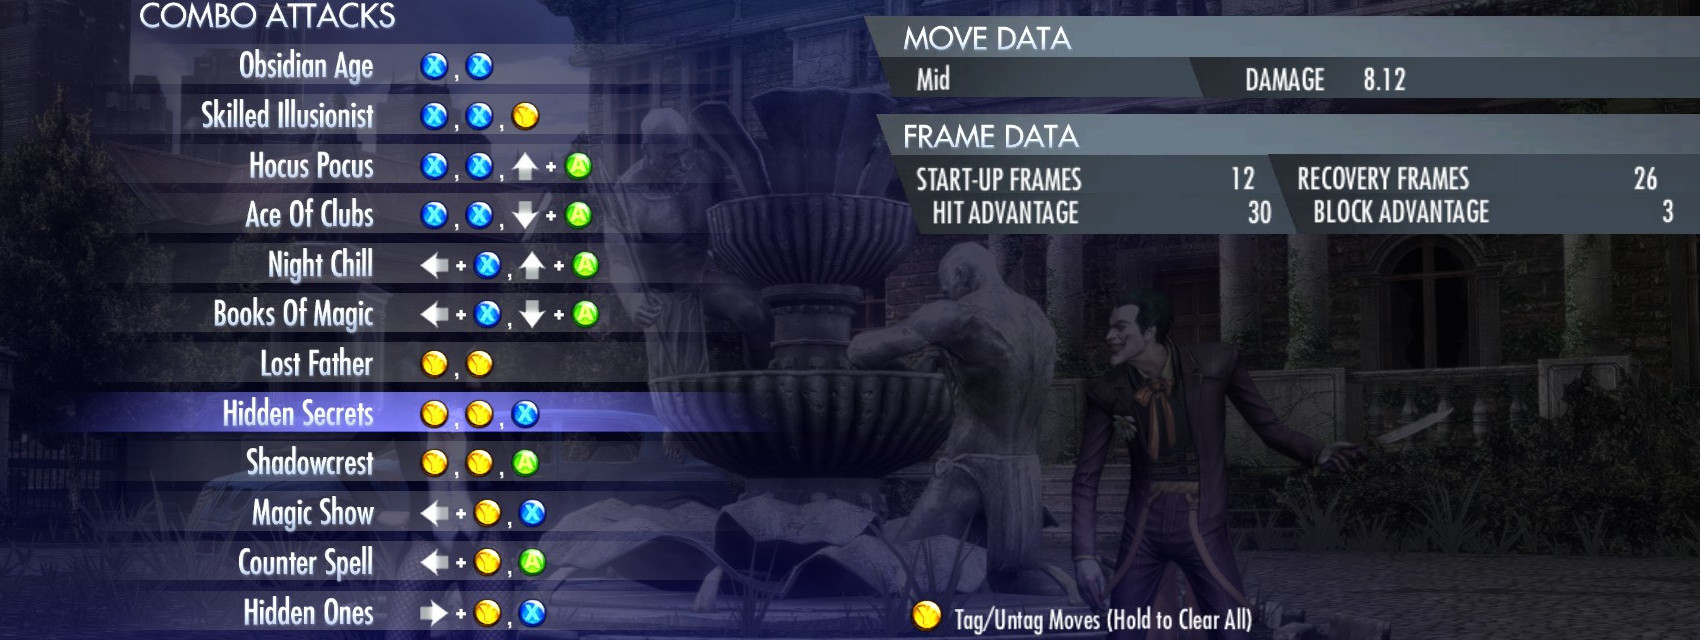 COMBO ATTACKS
Obsidian Age X, X
Skilled Illusionist X, X, Y
Hocus Pocus X, X, ⬆ + A
Ace Of Clubs X, X, ⬇ + A
Night Chill ⬅ + X, ⬆ + A
Books Of Magic ⬅ + X, ⬇ + A
Lost Father Y, Y
Hidden Secrets Y, Y, X
Shadowcrest Y, Y, A
Magic Show ⬅ + Y, X
Counter Spell ⬅ + Y, A
Hidden Ones ➡ + Y, X
MOVE DATA
Mid DAMAGE 8.12
FRAME DATA
START-UP FRAMES 12 RECOVERY FRAMES 26
HIT ADVANTAGE 30 BLOCK ADVANTAGE 3
Y Tag/Untag Moves (Hold to Clear All)